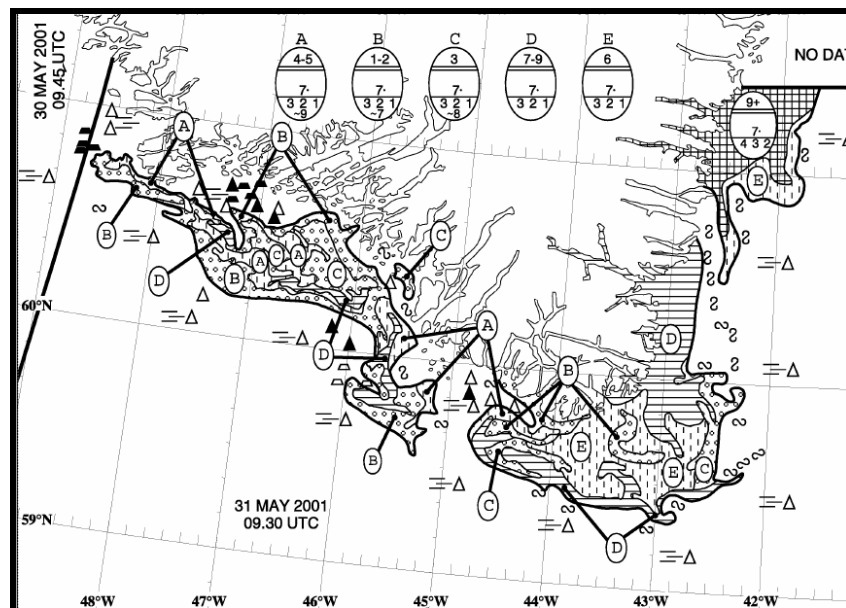 30 MAY 2001
09.45 UTC
A
4-5
7·
3 2 1
~9
B
1-2
7·
3 2 1
~7
C
3
7·
3 2 1
~8
D
7-9
7·
3 2 1
E
6
7·
3 2 1
NO DAT
9+
7·
4 3 2
A
B
E
C
B
D
B
A
C
A
C
60°N
D
D
A
B
B
E
E
C
C
D
31 MAY 2001
09.30 UTC
59°N
48°W
47°W
46°W
45°W
44°W
43°W
42°W